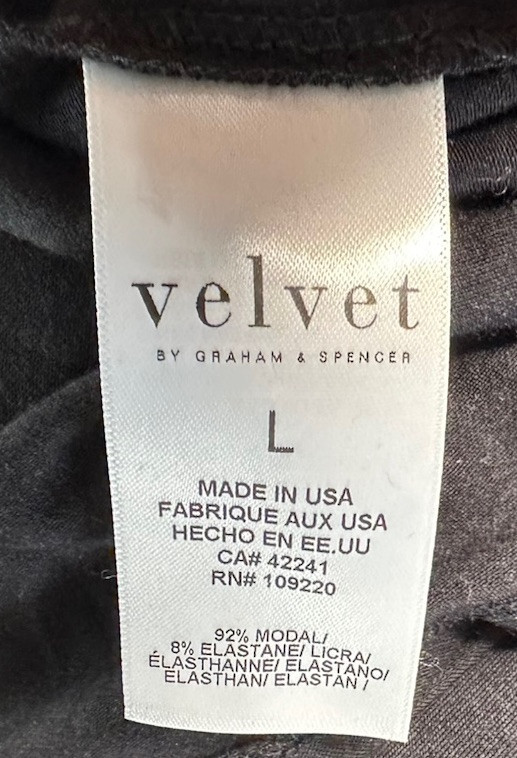 velvet
BY GRAHAM & SPENCER
L
MADE IN USA
FABRIQUE AUX USA
HECHO EN EE.UU
CA# 42241
RN# 109220
92% MODAL/
8% ELASTANE/ LICRA/
ÉLASTHANNE/ ELASTANO/
ELASTHAN/ ELASTAN /